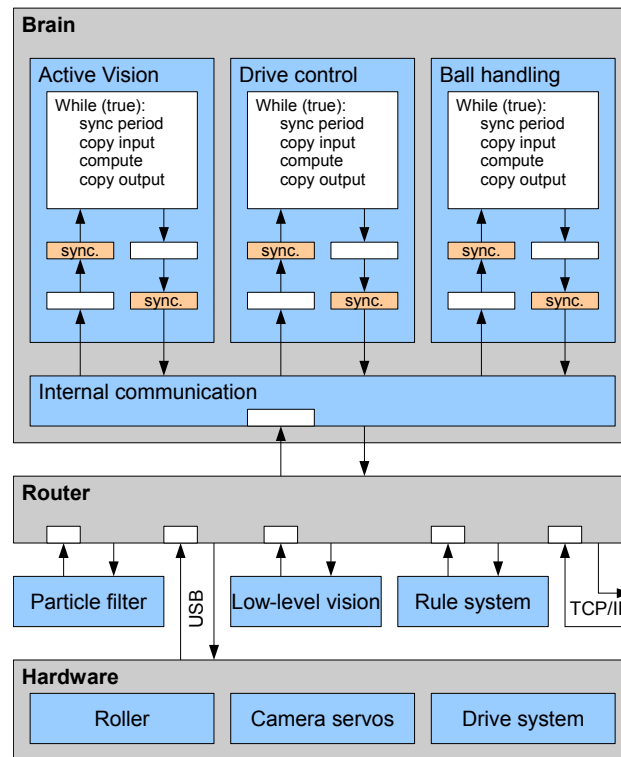 Brain
Active Vision
While (true):
sync period
copy input
compute
copy output
sync.
sync.
Drive control
While (true):
sync period
copy input
compute
copy output
sync.
sync.
Ball handling
While (true):
sync period
copy input
compute
copy output
sync.
sync.
Internal communication
Router
Particle filter
USB
Low-level vision
Rule system
Hardware
Roller
Camera servos
Drive system